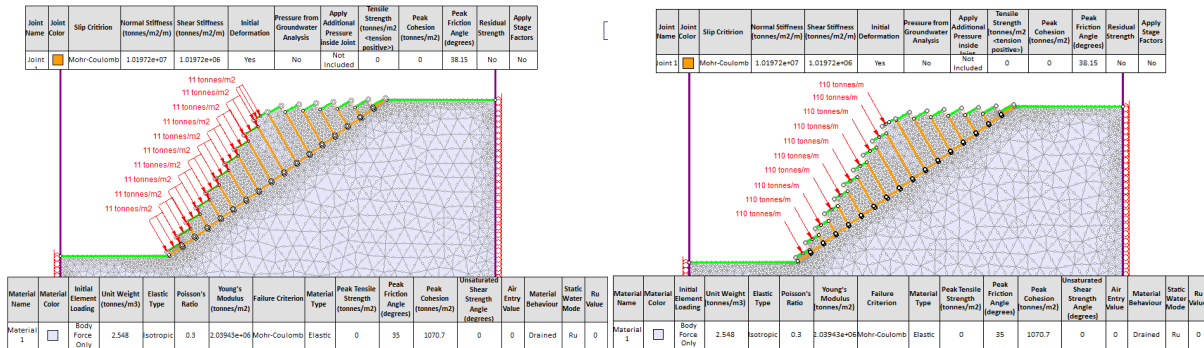 Joint Name Joint Color Slip Critirion Normal Stiffness (tonnes/m2/m) Shear Stiffness (tonnes/m2/m) Initial Deformation Pressure from Groundwater Analysis Apply Additional Pressure inside Joint Tensile Strength (tonnes/m2 <tension positive>) Peak Cohesion (tonnes/m2) Peak Friction Angle (degrees) Residual Strength Apply Stage Factors
Joint 1 Mohr-Coulomb 1.01972e+07 1.01972e+06 Yes No Not Included 0 0 38.15 No No
11 tonnes/m2
11 tonnes/m2
11 tonnes/m2
11 tonnes/m2
11 tonnes/m2
11 tonnes/m2
11 tonnes/m2
11 tonnes/m2
11 tonnes/m2
Material Name Material Color Initial Element Loading Unit Weight (tonnes/m3) Elastic Type Poisson's Ratio Young's Modulus (tonnes/m2) Failure Criterion Material Type Peak Tensile Strength (tonnes/m2) Peak Friction Angle (degrees) Peak Cohesion (tonnes/m2) Unsaturated Shear Strength Angle (degrees) Air Entry Value Material Behaviour Static Water Mode Ru Value
Material 1 Body Force Only 2.548 Isotropic 0.3 2.03943e+06 Mohr-Coulomb Elastic 0 35 1070.7 0 0 Drained Ru 0
Joint Name Joint Color Slip Critirion Normal Stiffness (tonnes/m2/m) Shear Stiffness (tonnes/m2/m) Initial Deformation Pressure from Groundwater Analysis Apply Additional Pressure inside Joint Tensile Strength (tonnes/m2 <tension positive>) Peak Cohesion (tonnes/m2) Peak Friction Angle (degrees) Residual Strength Apply Stage Factors
Joint 1 Mohr-Coulomb 1.01972e+07 1.01972e+06 Yes No Not Included 0 0 38.15 No No
110 tonnes/m
110 tonnes/m
110 tonnes/m
110 tonnes/m
110 tonnes/m
110 tonnes/m
110 tonnes/m
110 tonnes/m
110 tonnes/m
110 tonnes/m
Material Name Material Color Initial Element Loading Unit Weight (tonnes/m3) Elastic Type Poisson's Ratio Young's Modulus (tonnes/m2) Failure Criterion Material Type Peak Tensile Strength (tonnes/m2) Peak Friction Angle (degrees) Peak Cohesion (tonnes/m2) Unsaturated Shear Strength Angle (degrees) Air Entry Value Material Behaviour Static Water Mode Ru Value
Material 1 Body Force Only 2.548 Isotropic 0.3 2.03943e+06 Mohr-Coulomb Elastic 0 35 1070.7 0 0 Drained Ru 0